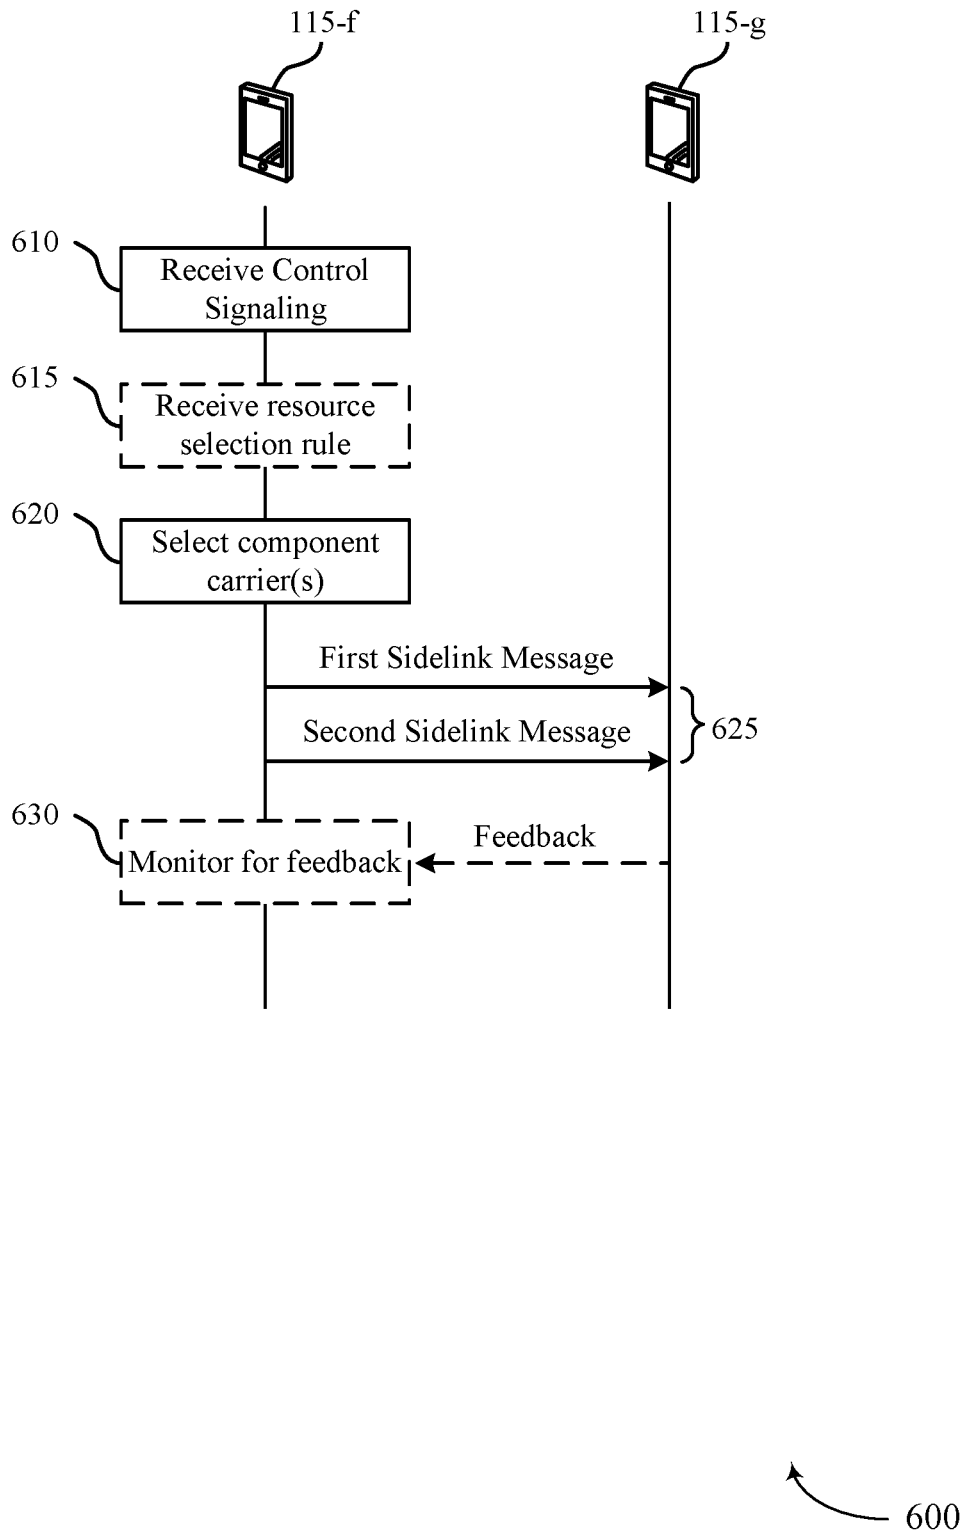 115-f
115-g
610
Receive Control
Signaling
615
Receive resource
selection rule
620
Select component
carrier(s)
First Sidelink Message
Second Sidelink Message
625
630
Monitor for feedback
Feedback
600